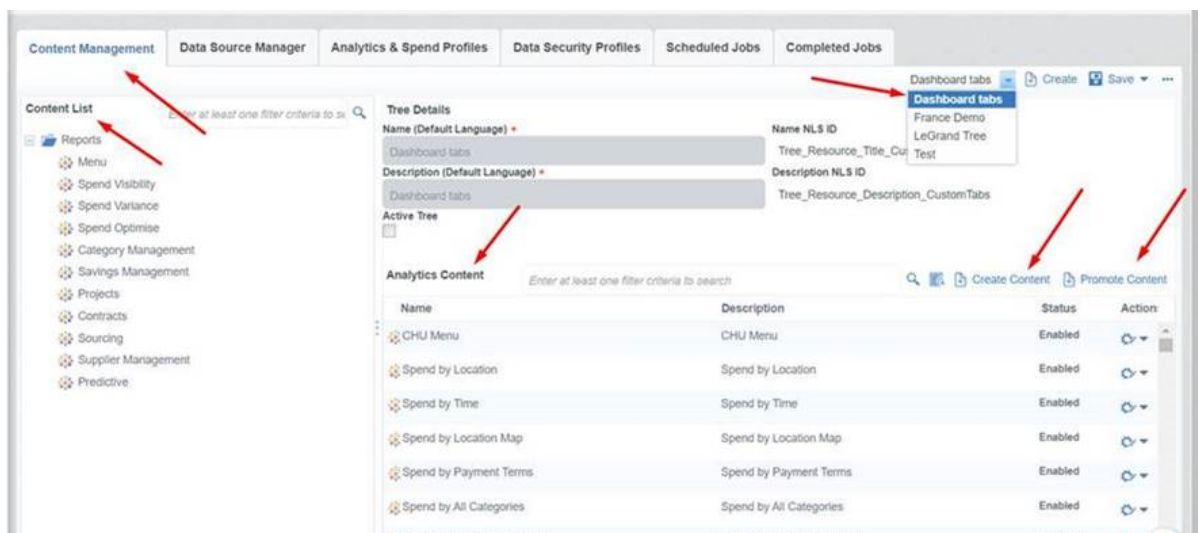 Content Management Data Source Manager Analytics & Spend Profiles Data Security Profiles Scheduled Jobs Completed Jobs
Dashboard tabs Create Save
Dashboard tabs
France Demo
LeGrand Tree
Test
Content List
Enter at least one filter criteria to se
Reports
Menu
Spend Visibility
Spend Variance
Spend Optimise
Category Management
Savings Management
Projects
Contracts
Sourcing
Supplier Management
Predictive
Tree Details
Name (Default Language) * Name NLS ID
Dashboard tabs Tree_Resource_Title_Cu
Description (Default Language) * Description NLS ID
Dashboard tabs Tree_Resource_Description_CustomTabs
Active Tree
Analytics Content Enter at least one filter criteria to search Create Content Promote Content
Name Description Status Action
CHU Menu CHU Menu Enabled
Spend by Location Spend by Location Enabled
Spend by Time Spend by Time Enabled
Spend by Location Map Spend by Location Map Enabled
Spend by Payment Terms Spend by Payment Terms Enabled
Spend by All Categories Spend by All Categories Enabled